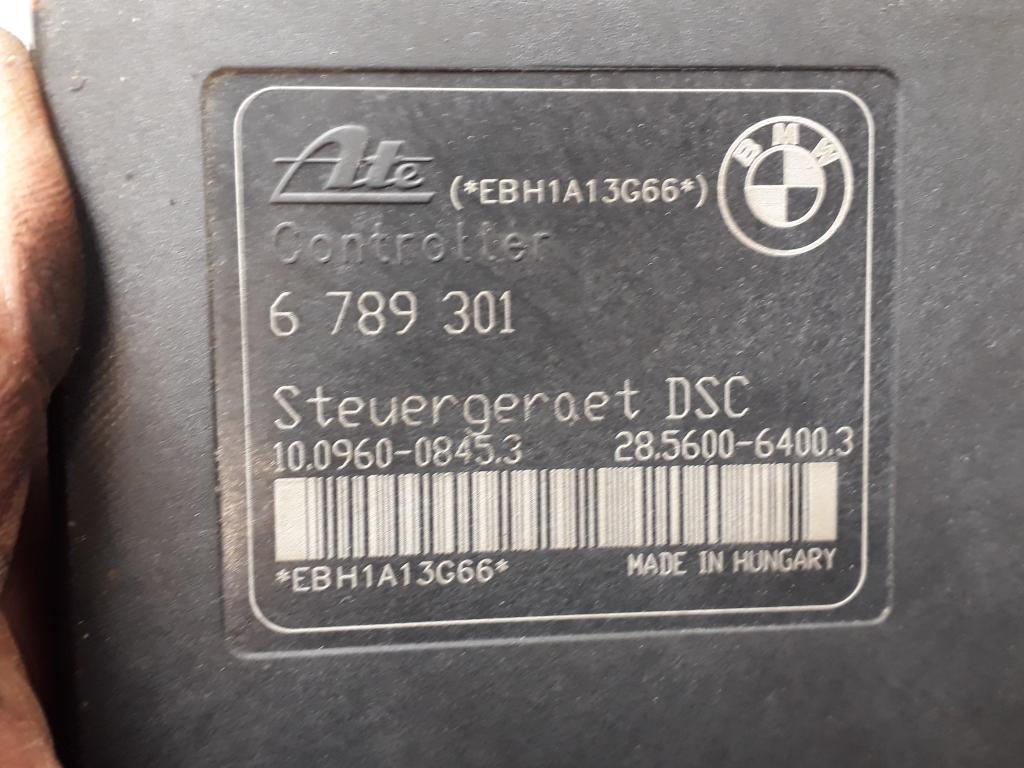 Ate (*EBH1A13G66*) BMW
Controller
6 789 301
Steuergeraet DSC
10.0960-0845.3 28.5600-6400.3
*EBH1A13G66* MADE IN HUNGARY